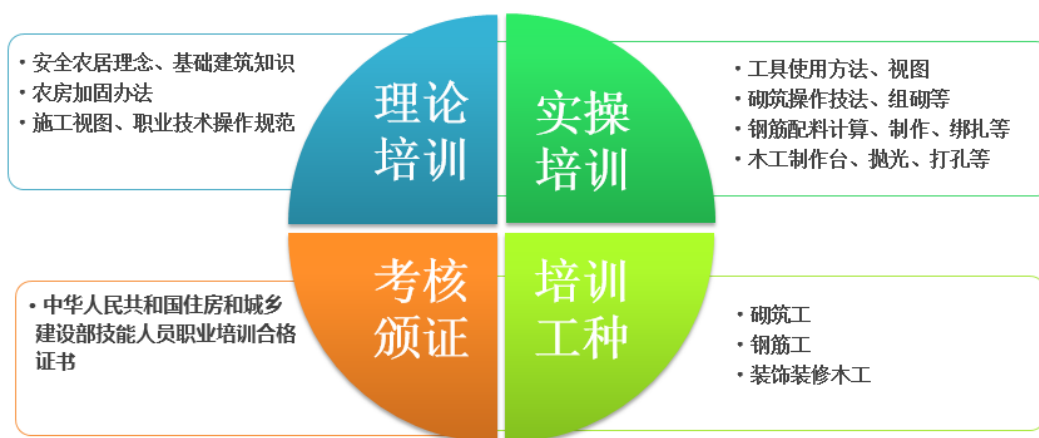 ·安全农居理念、基础建筑知识
·农房加固办法
·施工视图、职业技术操作规范
理论
培训
实操
培训
·工具使用方法、视图
·砌筑操作技法、组砌等
·钢筋配料计算、制作、绑扎等
·木工制作台、抛光、打孔等
·中华人民共和国住房和城乡
建设部技能人员职业培训合格
证书
考核
颁证
培训
工种
·砌筑工
·钢筋工
·装饰装修木工